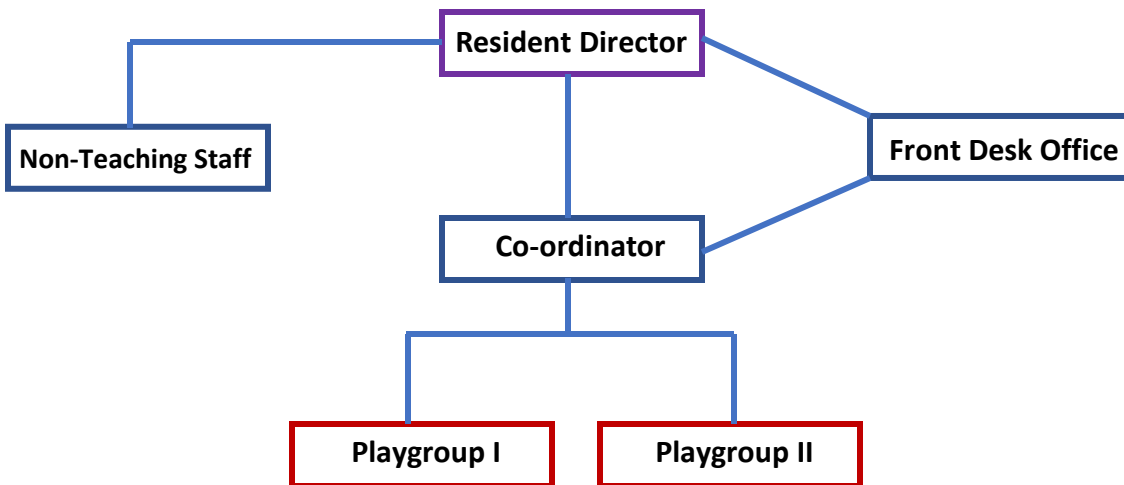 Resident Director
Non-Teaching Staff
Front Desk Office
Co-ordinator
Playgroup I
Playgroup II